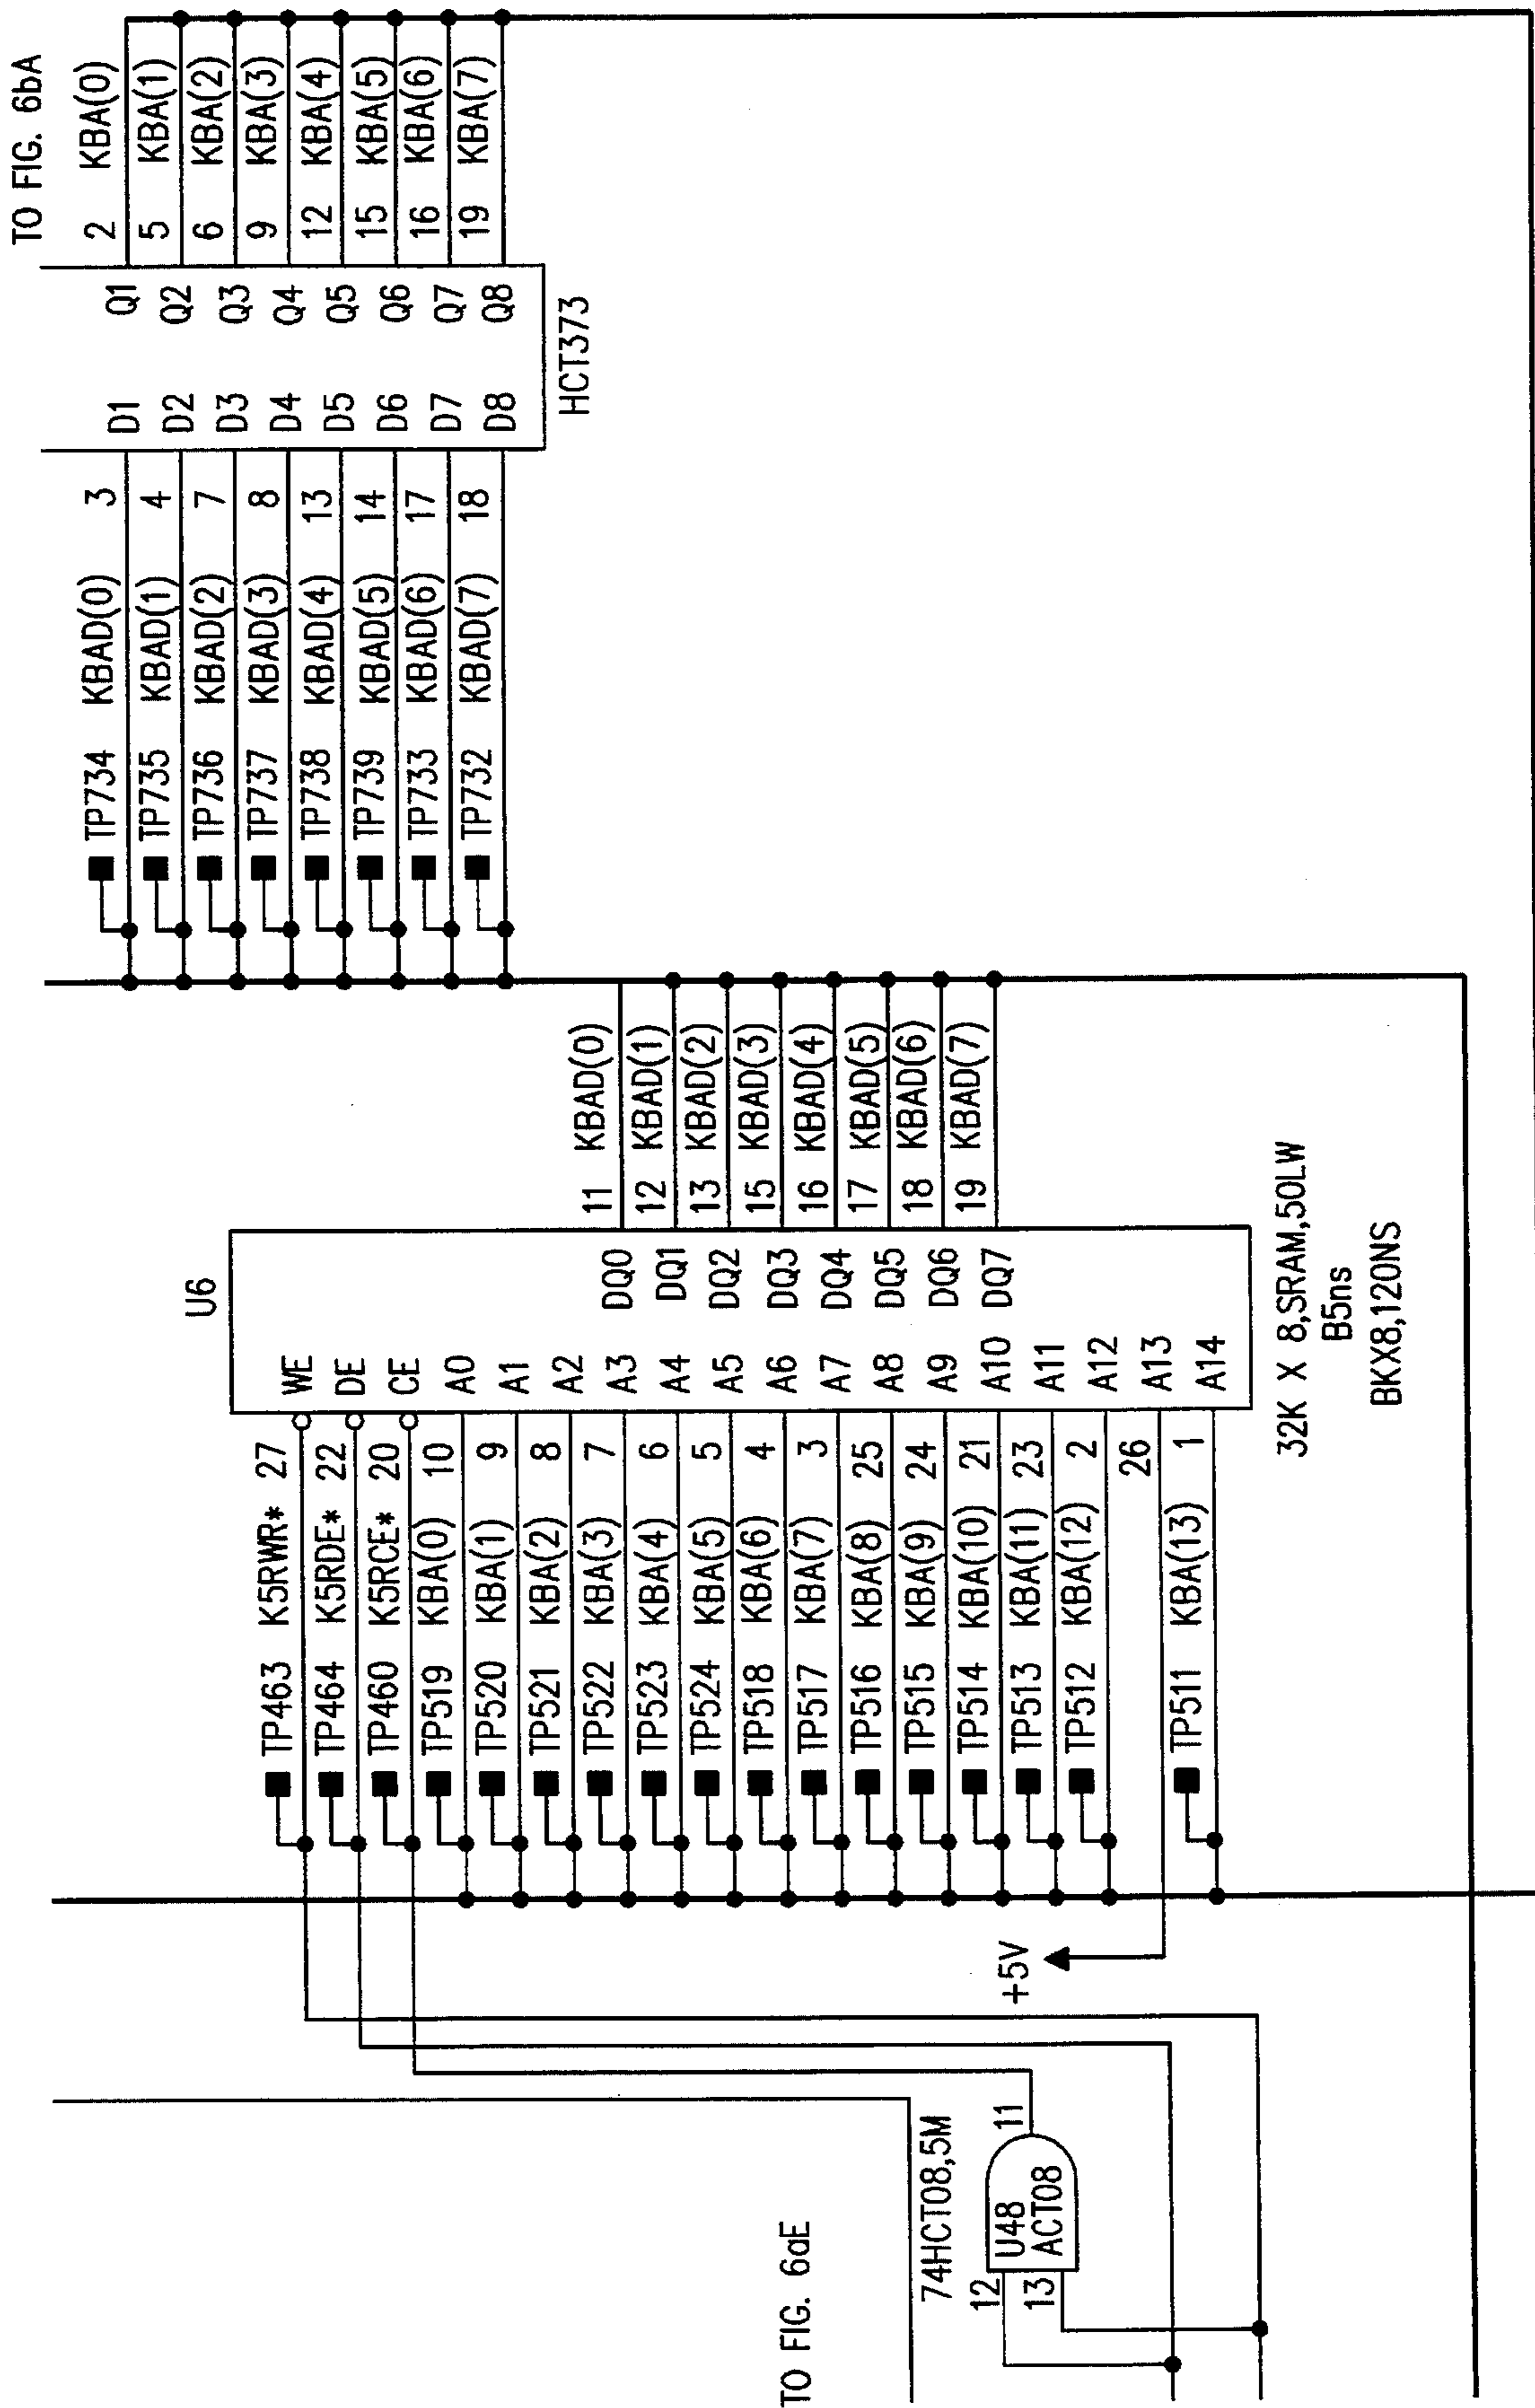 TO FIG. 6bA
TP734 KBAD(0) 3 D1 Q1 2 KBA(0)
TP735 KBAD(1) 4 D2 Q2 5 KBA(1)
TP736 KBAD(2) 7 D3 Q3 6 KBA(2)
TP737 KBAD(3) 8 D4 Q4 9 KBA(3)
TP738 KBAD(4) 13 D5 Q5 12 KBA(4)
TP739 KBAD(5) 14 D6 Q6 15 KBA(5)
TP733 KBAD(6) 17 D7 Q7 16 KBA(6)
TP732 KBAD(7) 18 D8 Q8 19 KBA(7)
HCT373
U6
TP463 K5RWR* 27 WE
TP464 K5RDE* 22 DE
TP460 K5RCE* 20 CE
TP519 KBA(0) 10 A0
TP520 KBA(1) 9 A1
TP521 KBA(2) 8 A2
TP522 KBA(3) 7 A3 DQ0 11 KBAD(0)
TP523 KBA(4) 6 A4 DQ1 12 KBAD(1)
TP524 KBA(5) 5 A5 DQ2 13 KBAD(2)
TP518 KBA(6) 4 A6 DQ3 15 KBAD(3)
TP517 KBA(7) 3 A7 DQ4 16 KBAD(4)
TP516 KBA(8) 25 A8 DQ5 17 KBAD(5)
TP515 KBA(9) 24 A9 DQ6 18 KBAD(6)
TP514 KBA(10) 21 A10 DQ7 19 KBAD(7)
TP513 KBA(11) 23 A11
TP512 KBA(12) 2 A12
+5V 26 A13
TP511 KBA(13) 1 A14
32K X 8,SRAM,50LW
B5ns
BKX8,120NS
TO FIG. 6aE
74HCT08,5M
12 U48 11
13 ACT08